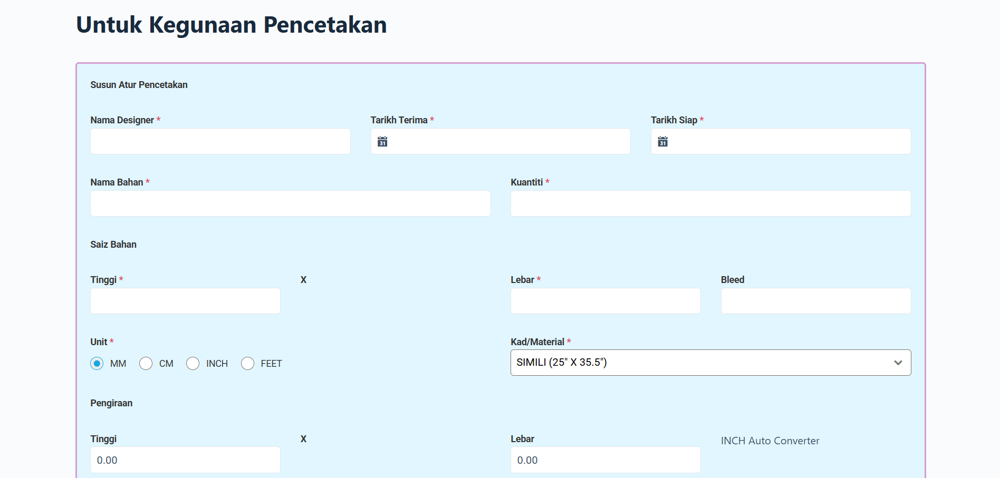 Untuk Kegunaan Pencetakan
Susun Atur Pencetakan
Nama Designer *
Tarikh Terima *
Tarikh Siap *
31
31
Nama Bahan *
Kuantiti *
Saiz Bahan
Tinggi *
X
Lebar *
Bleed
Unit *
Kad/Material *
MM CM INCH FEET
SIMILI (25" X 35.5")
Pengiraan
Tinggi
X
Lebar
INCH Auto Converter
0.00
0.00